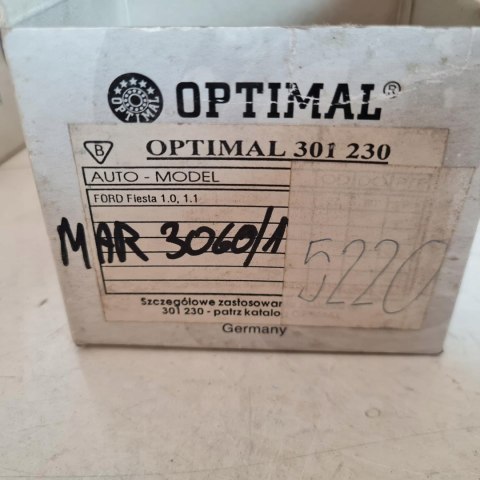 OPTIMAL®
B OPTIMAL 301 230
AUTO - MODEL
FORD Fiesta 1.0, 1.1
MAR 3060/1
5220
Szczegółowe zastosowan
301 230 - patrz katalo
Germany